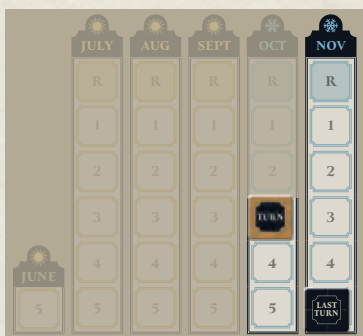 JULY AUG SEPT OCT NOV
R R R R R
1 1 1 1 1
2 2 2 2 2
3 3 3 TURN 3
JUNE 4 4 4 4 4
5 5 5 5 5 LAST
TURN